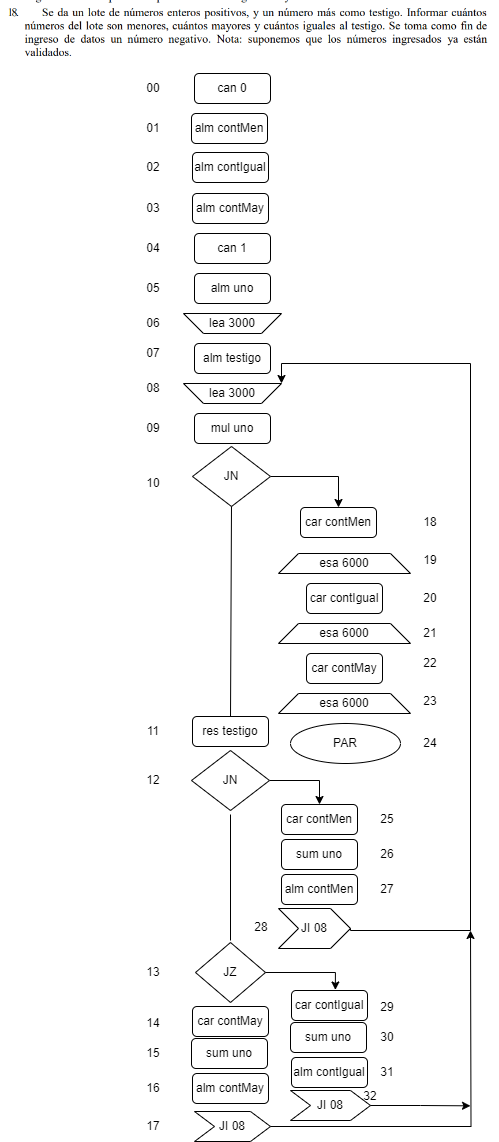 18. Se da un lote de números enteros positivos, y un número más como testigo. Informar cuántos
números del lote son menores, cuántos mayores y cuántos iguales al testigo. Se toma como fin de
ingreso de datos un número negativo. Nota: suponemos que los números ingresados ya están
validados.
00 can 0
01 alm contMen
02 alm contIgual
03 alm contMay
04 can 1
05 alm uno
06 lea 3000
07 alm testigo
08 lea 3000
09 mul uno
10 JN
car contMen 18
esa 6000 19
car contIgual 20
esa 6000 21
car contMay 22
esa 6000 23
11 res testigo
PAR 24
12 JN
car contMen 25
sum uno 26
alm contMen 27
28 JI 08
13 JZ
car contIgual 29
14 car contMay
sum uno 30
15 sum uno
alm contIgual 31
16 alm contMay
JI 08 32
17 JI 08